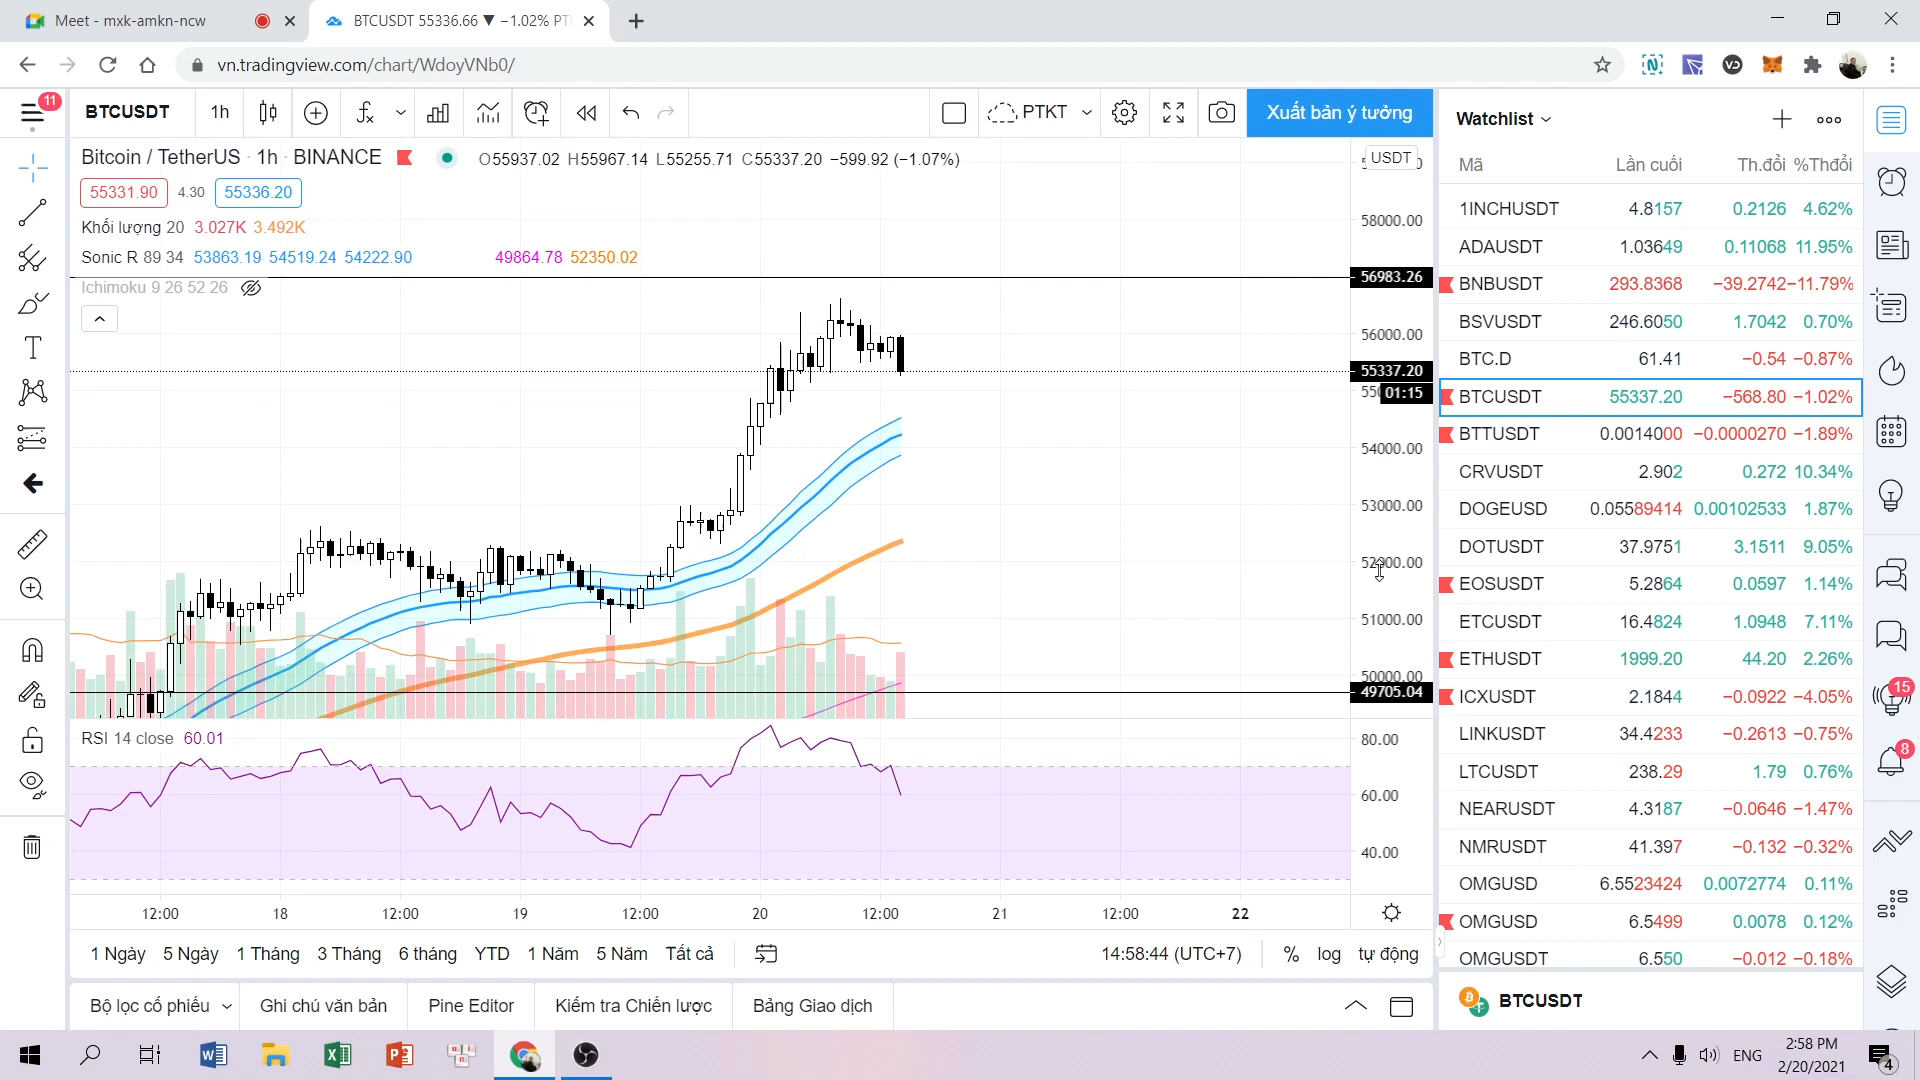 Meet - mxk-amkn-ncw
BTCUSDT 55336.66 ▼ −1.02% PT
vn.tradingview.com/chart/WdoyVNb0/
11
BTCUSDT
1h
PTKT
Xuất bản ý tưởng
Bitcoin / TetherUS · 1h · BINANCE O55937.02 H55967.14 L55255.71 C55337.20 −599.92 (−1.07%)
55331.90 4.30 55336.20
Khối lượng 20 3.027K 3.492K
Sonic R 89 34 53863.19 54519.24 54222.90 49864.78 52350.02
Ichimoku 9 26 52 26
USDT
58000.00
56983.26
56000.00
55337.20
01:15
54000.00
53000.00
52000.00
51000.00
50000.00
49705.04
RSI 14 close 60.01
80.00
60.00
40.00
12:00 18 12:00 19 12:00 20 12:00 21 12:00 22
1 Ngày 5 Ngày 1 Tháng 3 Tháng 6 tháng YTD 1 Năm 5 Năm Tất cả
14:58:44 (UTC+7) % log tự động
Bộ lọc cổ phiếu Ghi chú văn bản Pine Editor Kiểm tra Chiến lược Bảng Giao dịch
Watchlist
Mã Lần cuối Th.đổi %Thđổi
1INCHUSDT 4.8157 0.2126 4.62%
ADAUSDT 1.03649 0.11068 11.95%
BNBUSDT 293.8368 −39.2742 −11.79%
BSVUSDT 246.6050 1.7042 0.70%
BTC.D 61.41 −0.54 −0.87%
BTCUSDT 55337.20 −568.80 −1.02%
BTTUSDT 0.0014000 −0.0000270 −1.89%
CRVUSDT 2.902 0.272 10.34%
DOGEUSD 0.05589414 0.00102533 1.87%
DOTUSDT 37.9751 3.1511 9.05%
EOSUSDT 5.2864 0.0597 1.14%
ETCUSDT 16.4824 1.0948 7.11%
ETHUSDT 1999.20 44.20 2.26%
ICXUSDT 2.1844 −0.0922 −4.05%
LINKUSDT 34.4233 −0.2613 −0.75%
LTCUSDT 238.29 1.79 0.76%
NEARUSDT 4.3187 −0.0646 −1.47%
NMRUSDT 41.397 −0.132 −0.32%
OMGUSD 6.5523424 0.0072774 0.11%
OMGUSD 6.5499 0.0078 0.12%
OMGUSDT 6.550 −0.012 −0.18%
BTCUSDT
15
8
ENG
2:58 PM
2/20/2021
4